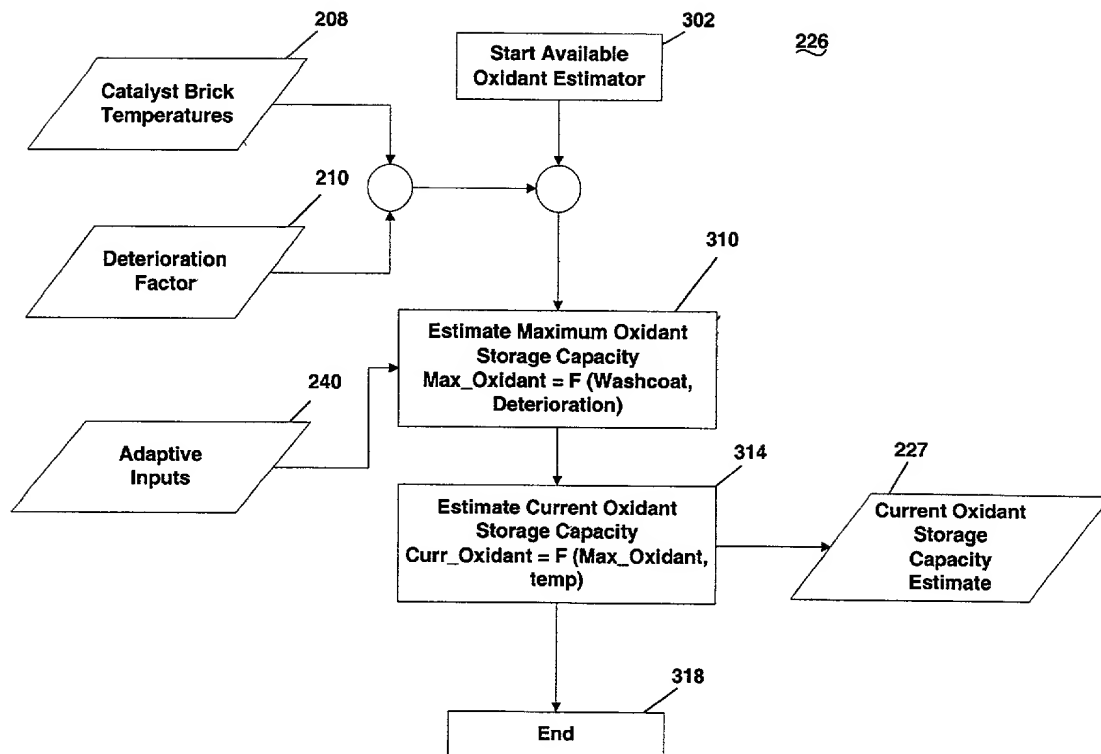 208
302
226
Start Available
Oxidant Estimator
Catalyst Brick
Temperatures
210
Deterioration
Factor
310
Estimate Maximum Oxidant
Storage Capacity
Max_Oxidant = F (Washcoat,
Deterioration)
240
Adaptive
Inputs
314
227
Estimate Current Oxidant
Storage Capacity
Curr_Oxidant = F (Max_Oxidant,
temp)
Current Oxidant
Storage
Capacity
Estimate
318
End